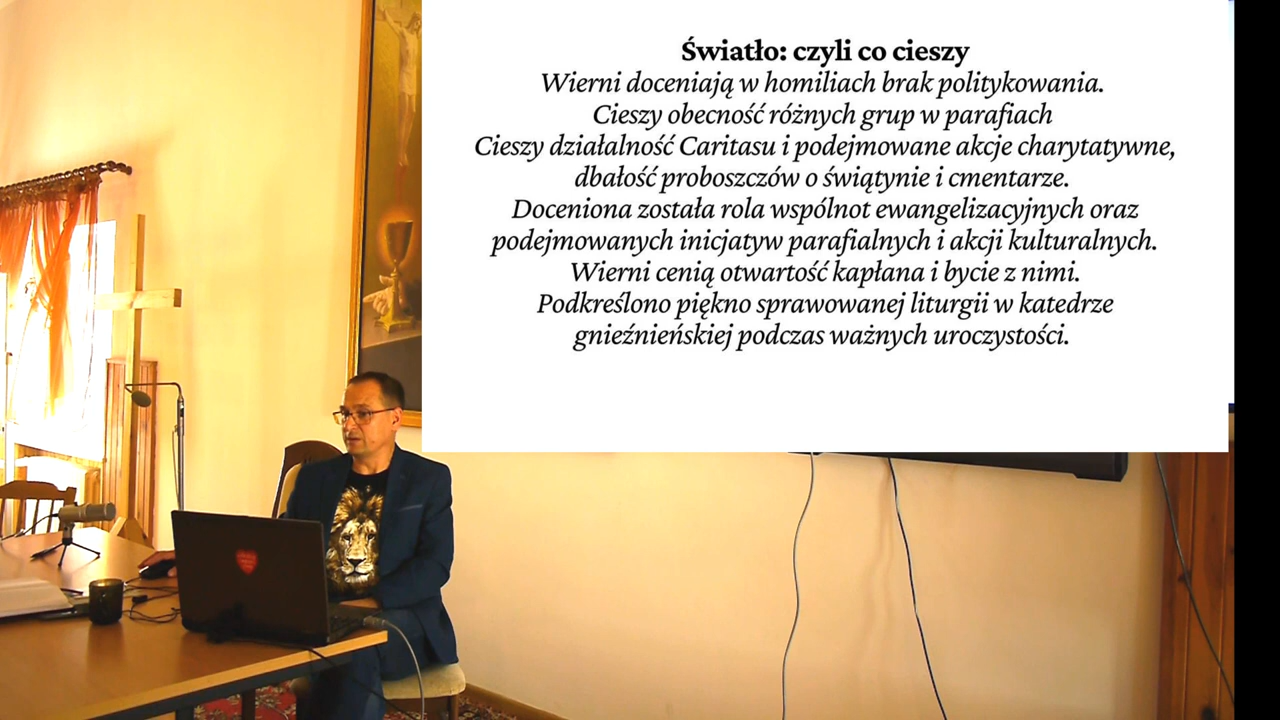 Światło: czyli co cieszy
Wierni doceniają w homiliach brak politykowania.
Cieszy obecność różnych grup w parafiach
Cieszy działalność Caritasu i podejmowane akcje charytatywne,
dbałość proboszczów o świątynie i cmentarze.
Doceniona została rola wspólnot ewangelizacyjnych oraz
podejmowanych inicjatyw parafialnych i akcji kulturalnych.
Wierni cenią otwartość kapłana i bycie z nimi.
Podkreślono piękno sprawowanej liturgii w katedrze
gnieźnieńskiej podczas ważnych uroczystości.